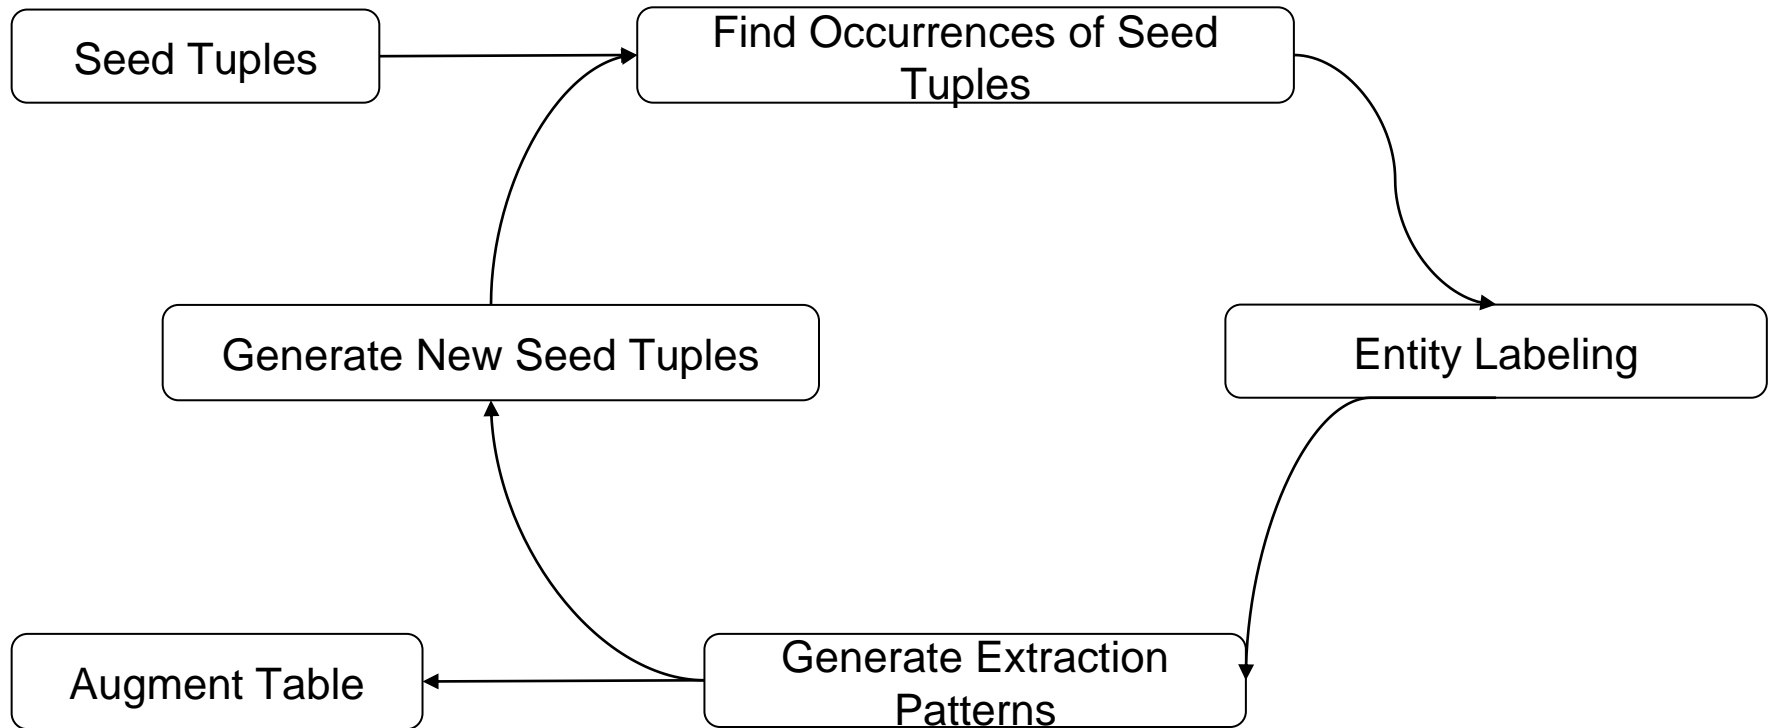 Seed Tuples
Find Occurrences of Seed
Tuples
Generate New Seed Tuples
Entity Labeling
Augment Table
Generate Extraction
Patterns